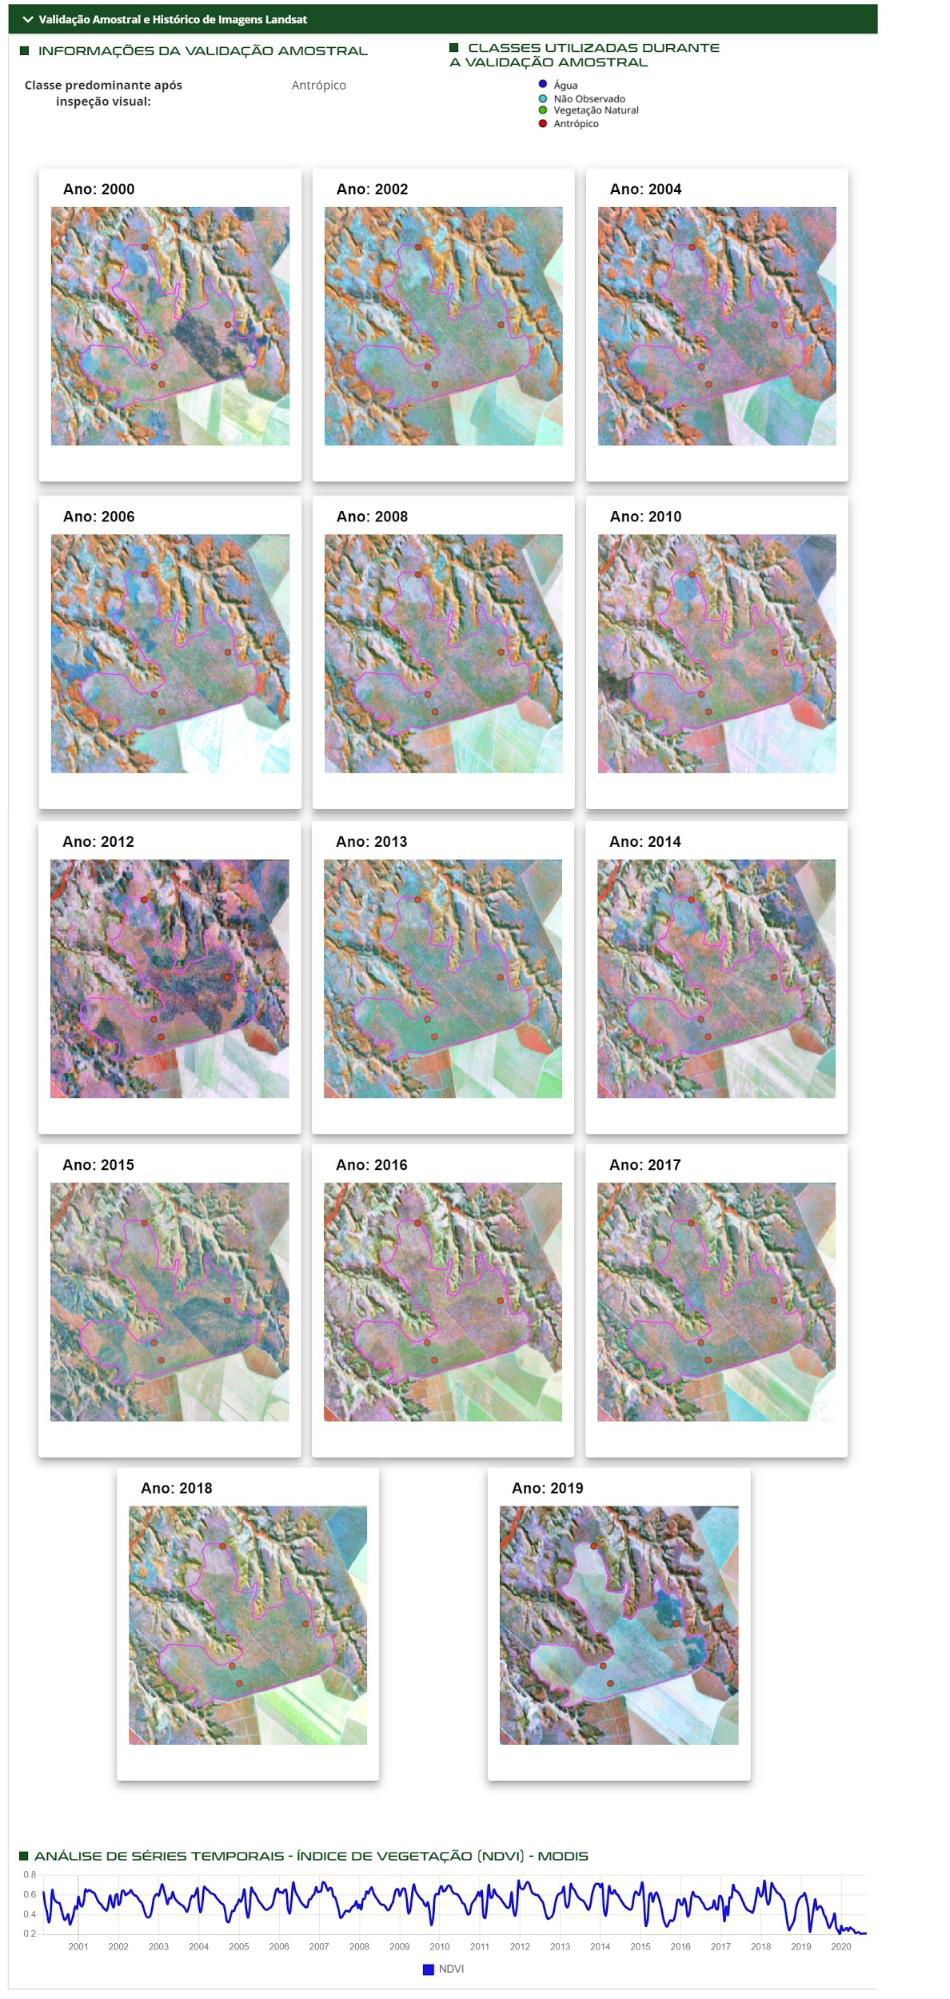 Validação Amostral e Histórico de Imagens Landsat
INFORMAÇÕES DA VALIDAÇÃO AMOSTRAL
Classe predominante após
inspeção visual:
Antrópico
CLASSES UTILIZADAS DURANTE
A VALIDAÇÃO AMOSTRAL
Água
Não Observado
Vegetação Natural
Antrópico
Ano: 2000
Ano: 2002
Ano: 2004
Ano: 2006
Ano: 2008
Ano: 2010
Ano: 2012
Ano: 2013
Ano: 2014
Ano: 2015
Ano: 2016
Ano: 2017
Ano: 2018
Ano: 2019
ANÁLISE DE SÉRIES TEMPORAIS - ÍNDICE DE VEGETAÇÃO (NDVI) - MODIS
0.8
0.6
0.4
0.2
2001 2002 2003 2004 2005 2006 2007 2008 2009 2010 2011 2012 2013 2014 2015 2016 2017 2018 2019 2020
NDVI